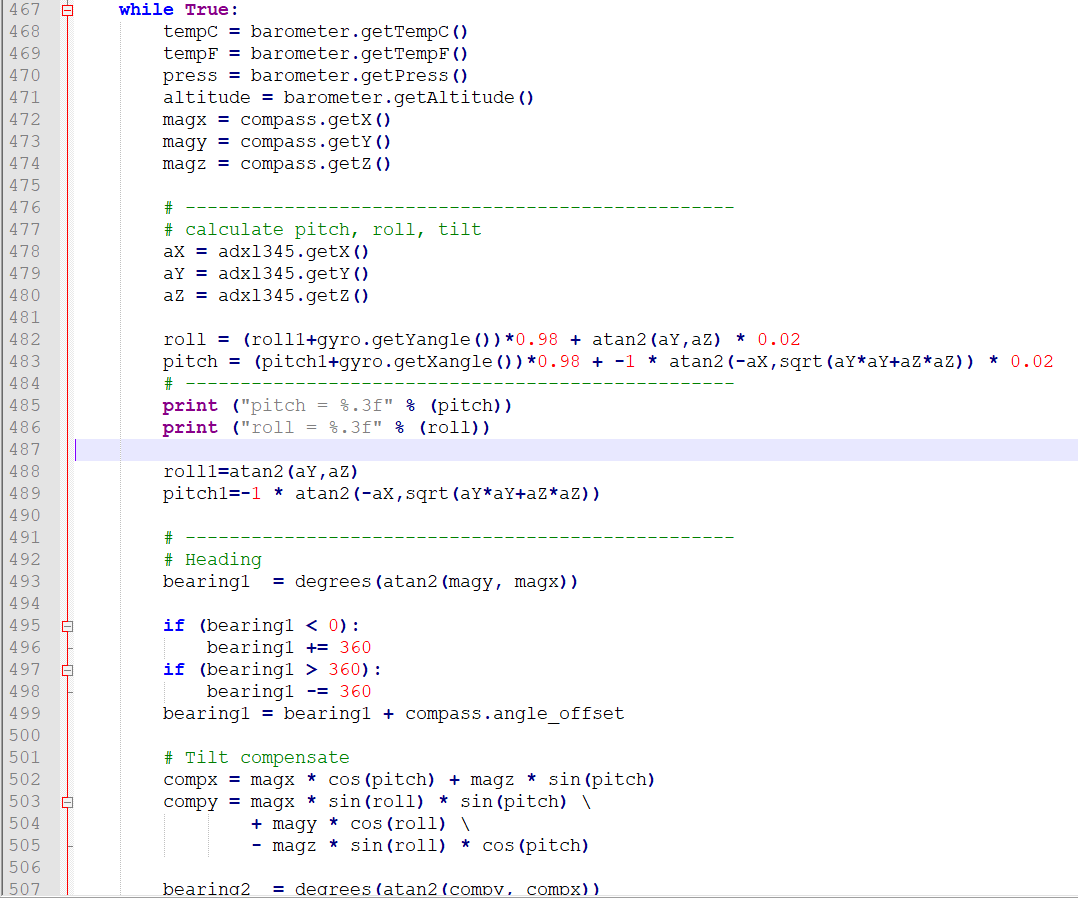 467 while True:
468 tempC = barometer.getTempC()
469 tempF = barometer.getTempF()
470 press = barometer.getPress()
471 altitude = barometer.getAltitude()
472 magx = compass.getX()
473 magy = compass.getY()
474 magz = compass.getZ()
475
476 # --------------------------------------------------
477 # calculate pitch, roll, tilt
478 aX = adxl345.getX()
479 aY = adxl345.getY()
480 aZ = adxl345.getZ()
481
482 roll = (roll1+gyro.getYangle())*0.98 + atan2(aY,aZ) * 0.02
483 pitch = (pitch1+gyro.getXangle())*0.98 + -1 * atan2(-aX,sqrt(aY*aY+aZ*aZ)) * 0.02
484 # --------------------------------------------------
485 print ("pitch = %.3f" % (pitch))
486 print ("roll = %.3f" % (roll))
487
488 roll1=atan2(aY,aZ)
489 pitch1=-1 * atan2(-aX,sqrt(aY*aY+aZ*aZ))
490
491 # --------------------------------------------------
492 # Heading
493 bearing1  = degrees(atan2(magy, magx))
494
495 if (bearing1 < 0):
496 bearing1 += 360
497 if (bearing1 > 360):
498 bearing1 -= 360
499 bearing1 = bearing1 + compass.angle_offset
500
501 # Tilt compensate
502 compx = magx * cos(pitch) + magz * sin(pitch)
503 compy = magx * sin(roll) * sin(pitch) \
504 + magy * cos(roll) \
505 - magz * sin(roll) * cos(pitch)
506
507 bearing2  = degrees(atan2(compy, compx))